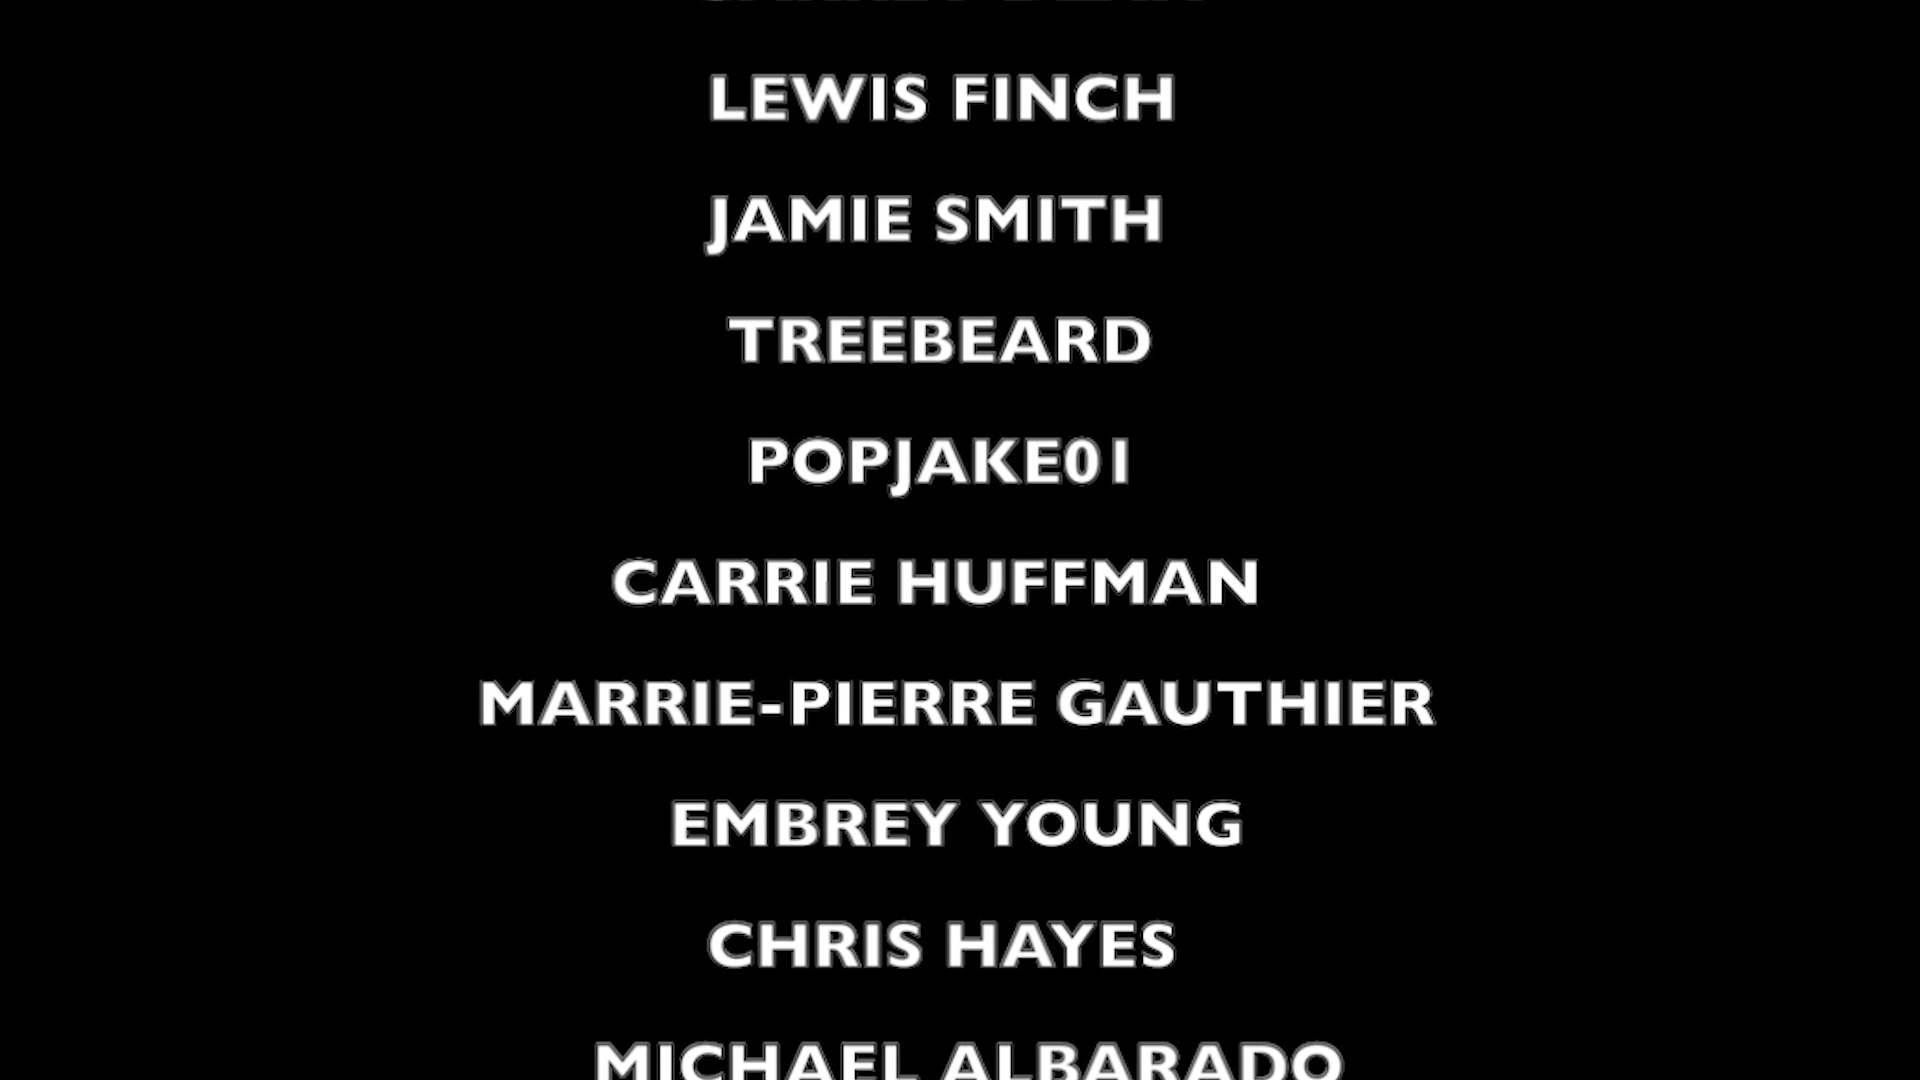 LEWIS FINCH
JAMIE SMITH
TREEBEARD
POPJAKE01
CARRIE HUFFMAN
MARRIE-PIERRE GAUTHIER
EMBREY YOUNG
CHRIS HAYES
MICHAEL ALBARADO